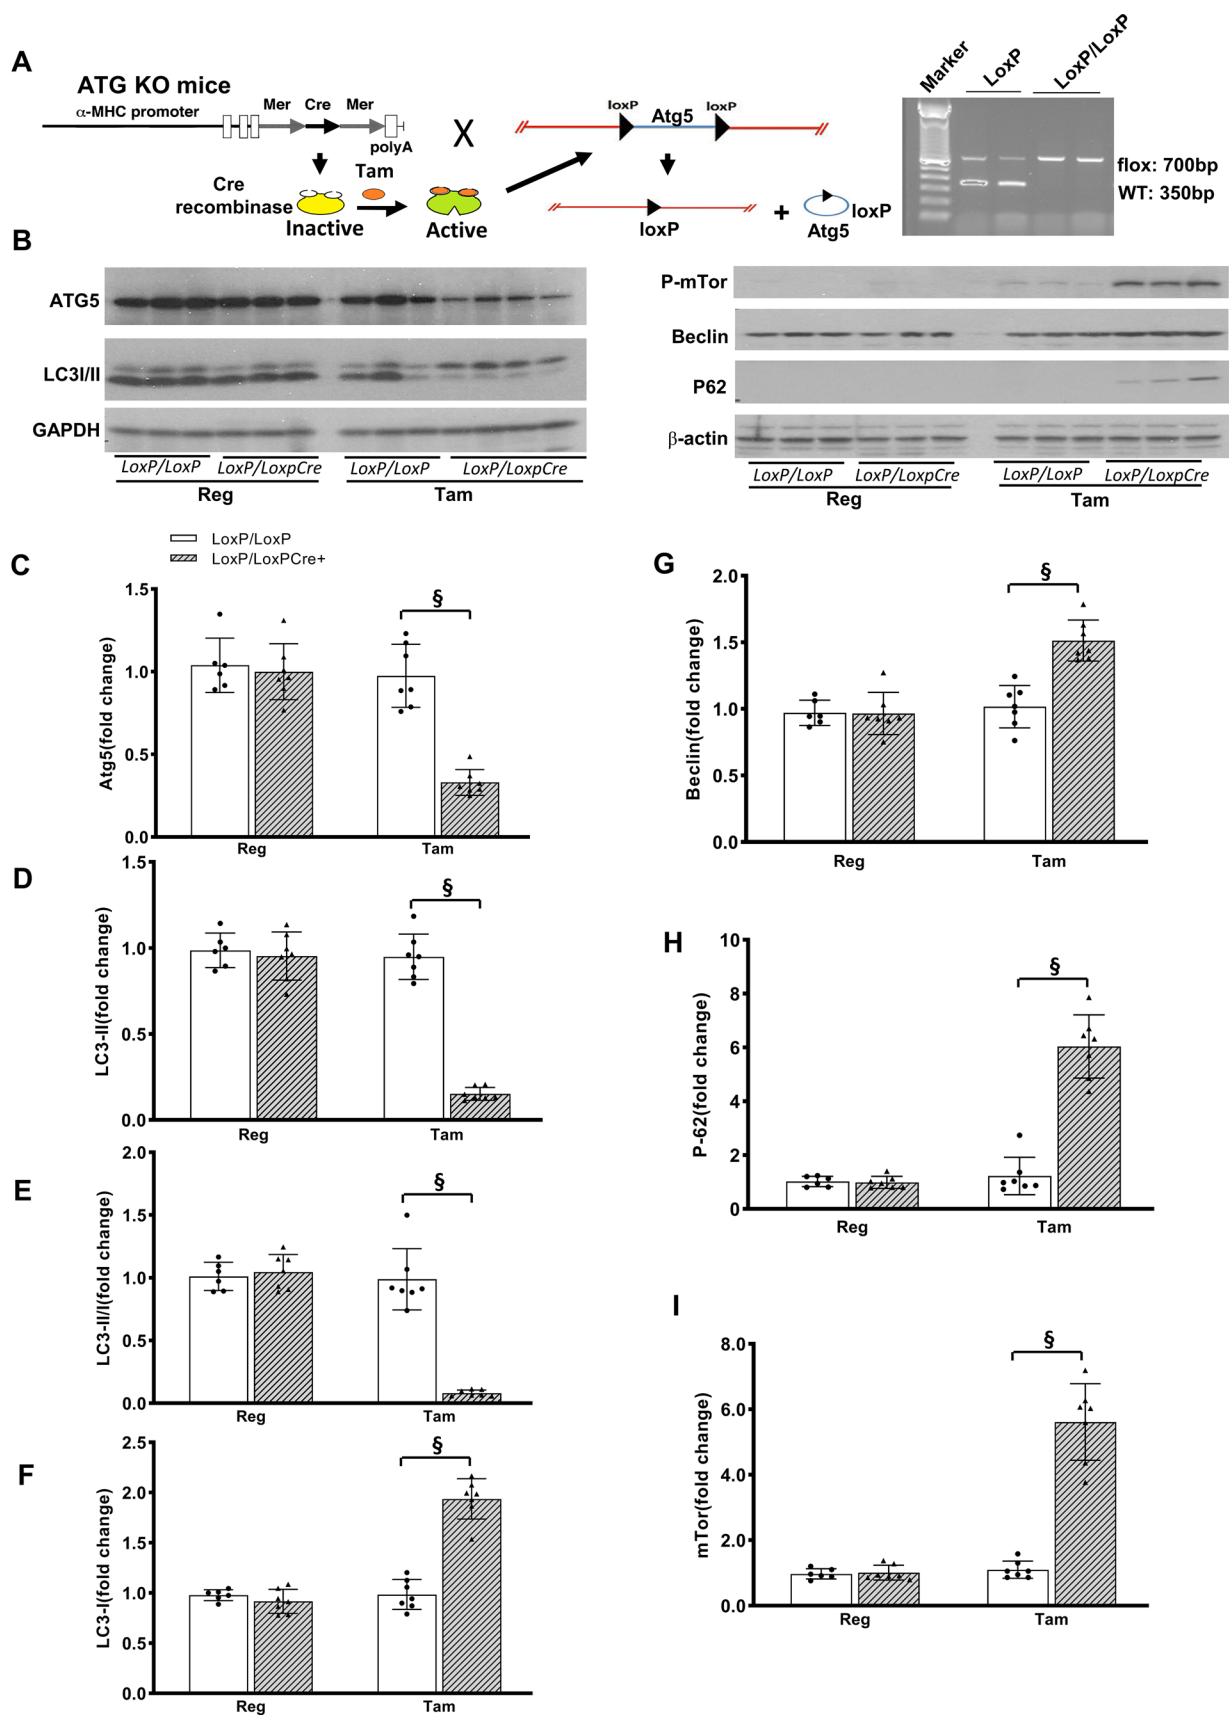 A
ATG KO mice
α-MHC promoter
Mer
Cre
Mer
polyA
X
loxP
Atg5
loxP
Cre
recombinase
Tam
Inactive
Active
loxP
+
Atg5
loxP
Marker
LoxP
LoxP/LoxP
flox: 700bp
WT: 350bp
B
ATG5
LC3I/II
GAPDH
LoxP/LoxP
LoxP/LoxpCre
LoxP/LoxP
LoxP/LoxpCre
Reg
Tam
P-mTor
Beclin
P62
β-actin
LoxP/LoxP
LoxP/LoxpCre
LoxP/LoxP
LoxP/LoxpCre
Reg
Tam
LoxP/LoxP
LoxP/LoxPCre+
C
Atg5(fold change)
1.5
1.0
0.5
0.0
§
Reg
Tam
D
LC3-II(fold change)
1.5
1.0
0.5
0.0
§
Reg
Tam
E
LC3-II/I(fold change)
2.0
1.5
1.0
0.5
0.0
§
Reg
Tam
F
LC3-I(fold change)
2.5
2.0
1.5
1.0
0.5
0.0
§
Reg
Tam
G
Beclin(fold change)
2.0
1.5
1.0
0.5
0.0
§
Reg
Tam
H
P-62(fold change)
10
8
6
4
2
0
§
Reg
Tam
I
mTor(fold change)
8.0
6.0
4.0
2.0
0.0
§
Reg
Tam